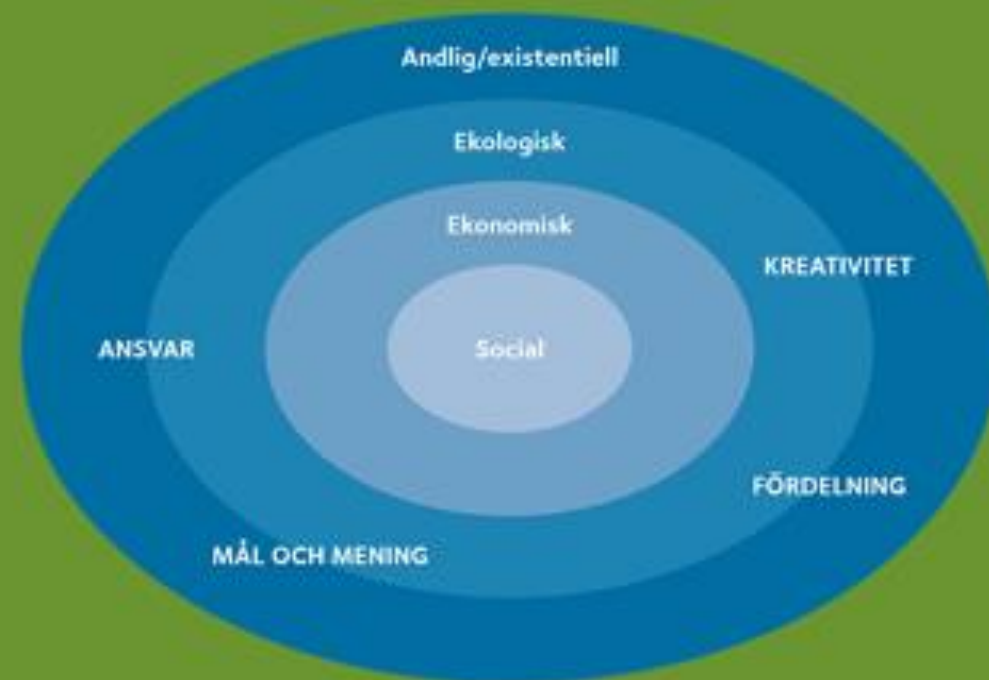 Andlig/existentiell
Ekologisk
Ekonomisk
KREATIVITET
ANSVAR
Social
FÖRDELNING
MÅL OCH MENING